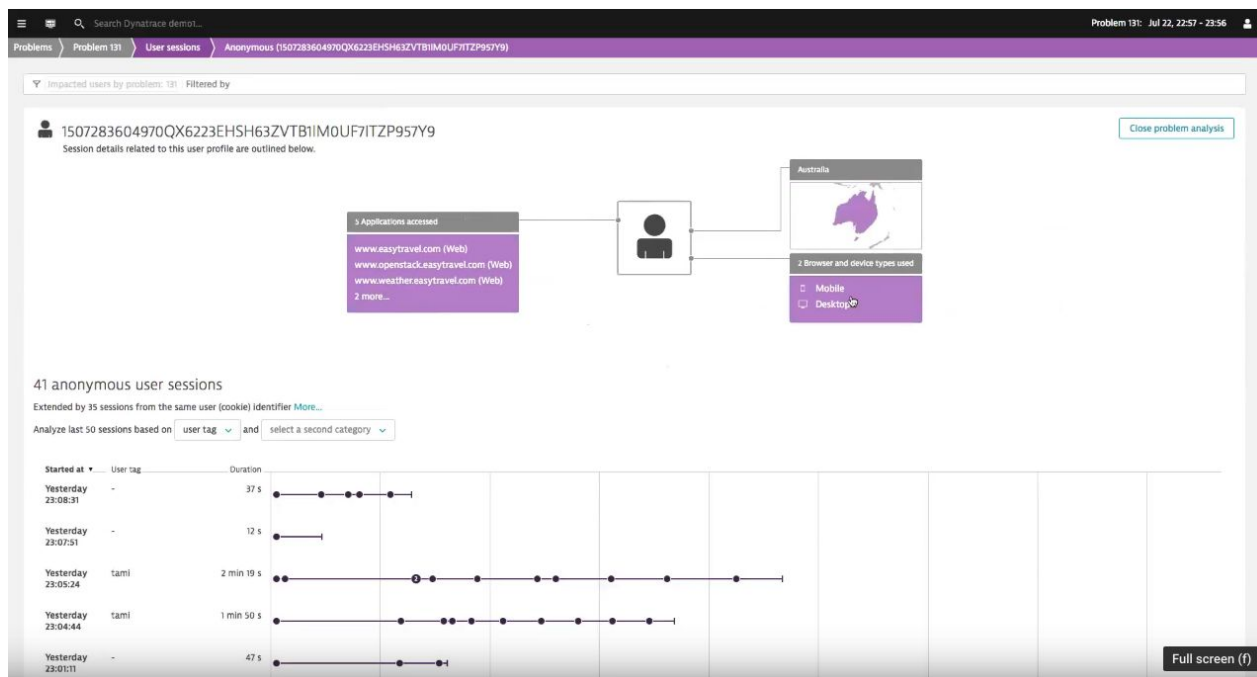 Search Dynatrace demo1...
Problem 131: Jul 22, 22:57 - 23:56
Problems
Problem 131
User sessions
Anonymous (1507283604970QX6223EHSH63ZVTB1IM0UF7ITZP957Y9)
Impacted users by problem: 131 Filtered by
1507283604970QX6223EHSH63ZVTB1IM0UF7ITZP957Y9
Session details related to this user profile are outlined below.
Close problem analysis
5 Applications accessed
www.easytravel.com (Web)
www.openstack.easytravel.com (Web)
www.weather.easytravel.com (Web)
2 more...
Australia
2 Browser and device types used
Mobile
Desktop
41 anonymous user sessions
Extended by 35 sessions from the same user (cookie) identifier More...
Analyze last 50 sessions based on user tag and select a second category
Started at ▼ User tag Duration
Yesterday - 37 s
23:08:31
Yesterday - 12 s
23:07:51
Yesterday tami 2 min 19 s
23:05:24
2
Yesterday tami 1 min 50 s
23:04:44
Yesterday - 47 s
23:01:11
Full screen (f)